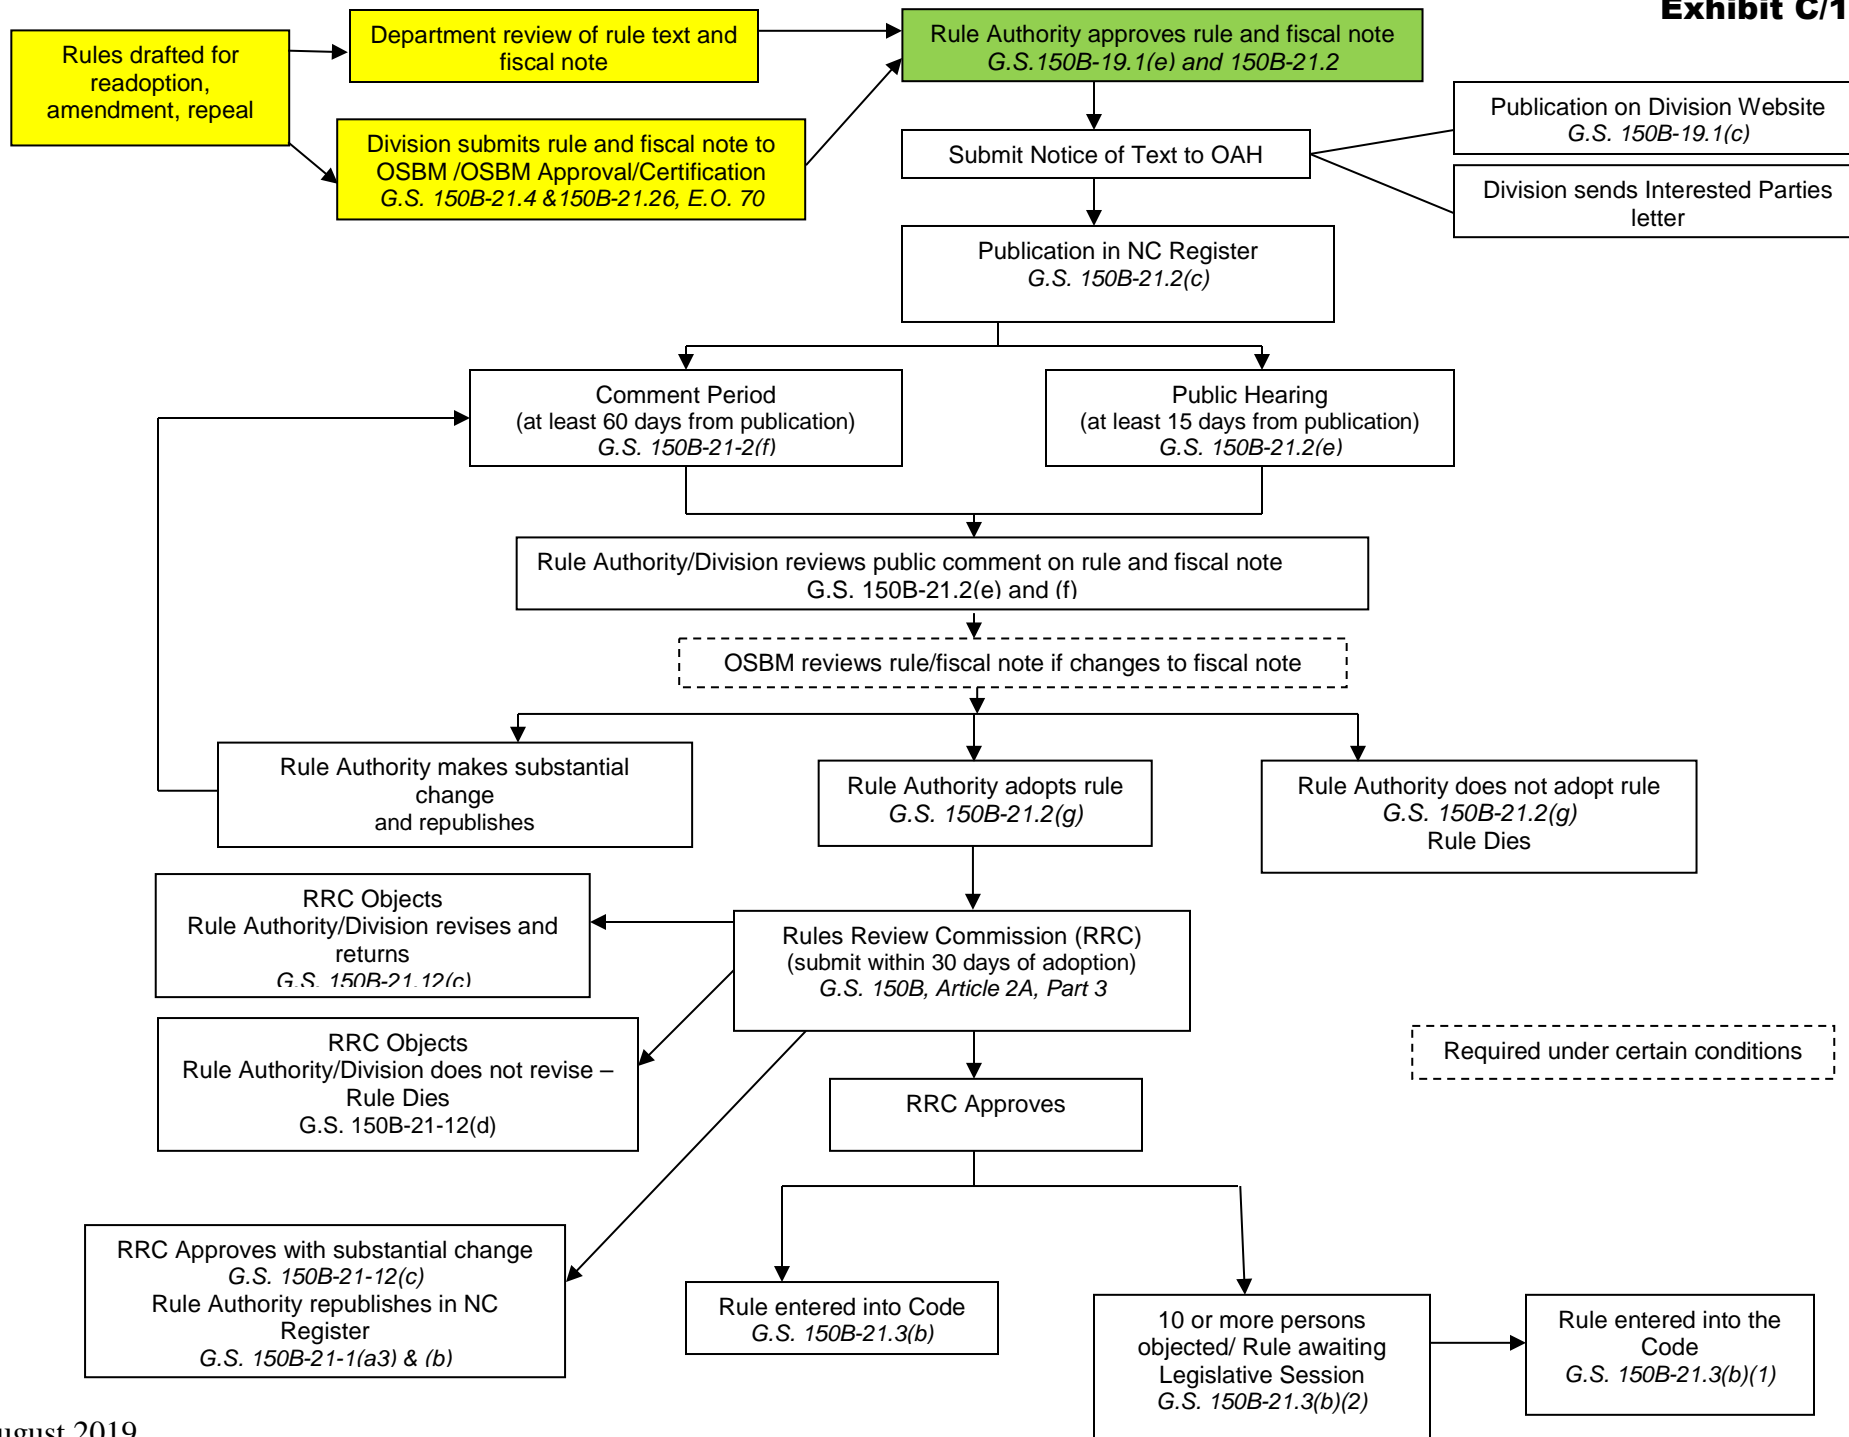 Exhibit C/1
Rules drafted for
readoption,
amendment, repeal
Department review of rule text and
fiscal note
Rule Authority approves rule and fiscal note
G.S.150B-19.1(e) and 150B-21.2
Division submits rule and fiscal note to
OSBM /OSBM Approval/Certification
G.S. 150B-21.4 &150B-21.26, E.O. 70
Submit Notice of Text to OAH
Publication on Division Website
G.S. 150B-19.1(c)
Division sends Interested Parties
letter
Publication in NC Register
G.S. 150B-21.2(c)
Comment Period
(at least 60 days from publication)
G.S. 150B-21-2(f)
Public Hearing
(at least 15 days from publication)
G.S. 150B-21.2(e)
Rule Authority/Division reviews public comment on rule and fiscal note
G.S. 150B-21.2(e) and (f)
OSBM reviews rule/fiscal note if changes to fiscal note
Rule Authority makes substantial
change
and republishes
Rule Authority adopts rule
G.S. 150B-21.2(g)
Rule Authority does not adopt rule
G.S. 150B-21.2(g)
Rule Dies
RRC Objects
Rule Authority/Division revises and
returns
G.S. 150B-21.12(c)
Rules Review Commission (RRC)
(submit within 30 days of adoption)
G.S. 150B, Article 2A, Part 3
RRC Objects
Rule Authority/Division does not revise –
Rule Dies
G.S. 150B-21-12(d)
Required under certain conditions
RRC Approves
RRC Approves with substantial change
G.S. 150B-21-12(c)
Rule Authority republishes in NC
Register
G.S. 150B-21-1(a3) & (b)
Rule entered into Code
G.S. 150B-21.3(b)
10 or more persons
objected/ Rule awaiting
Legislative Session
G.S. 150B-21.3(b)(2)
Rule entered into the
Code
G.S. 150B-21.3(b)(1)
ugust 2019